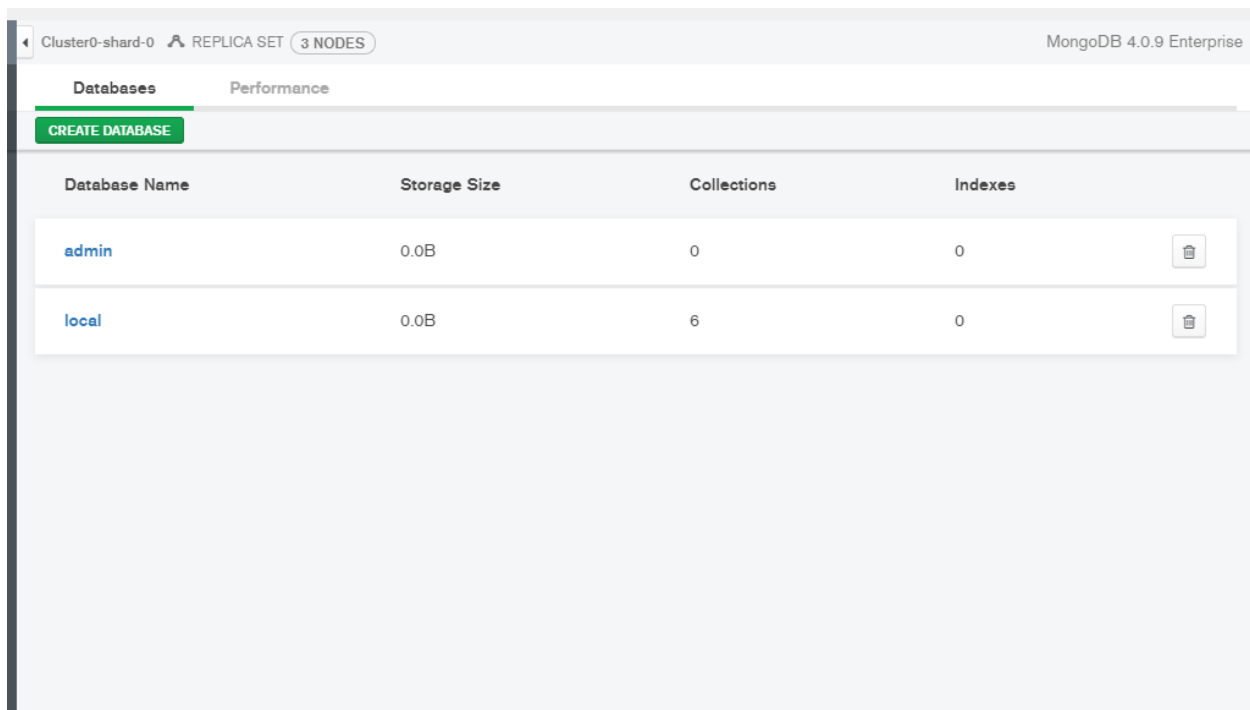 Cluster0-shard-0 REPLICA SET 3 NODES MongoDB 4.0.9 Enterprise
Databases Performance
CREATE DATABASE
Database Name Storage Size Collections Indexes
admin 0.0B 0 0
local 0.0B 6 0